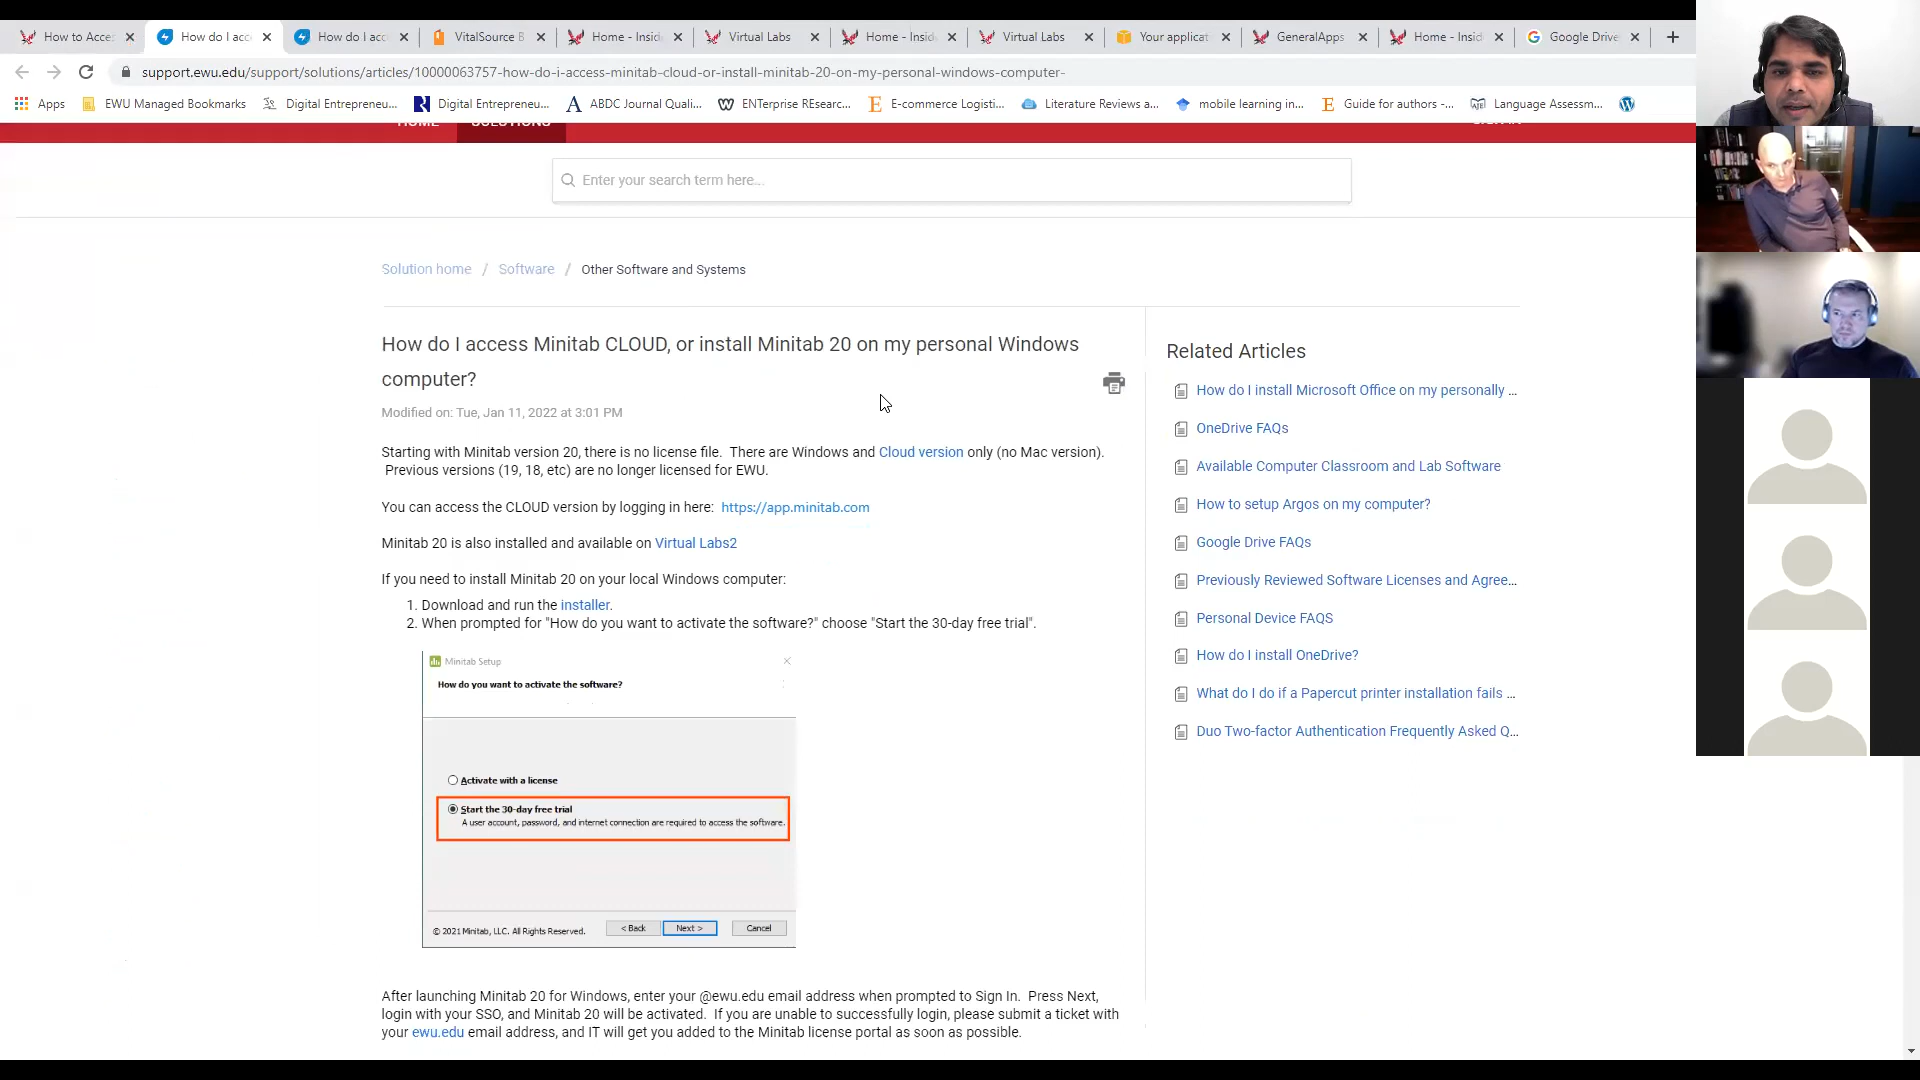 How to Acces
How do I acc
How do I acc
VitalSource B
Home - Insid
Virtual Labs
Home - Insid
Virtual Labs
Your applicat
GeneralApps
Home - Insid
Google Drive
support.ewu.edu/support/solutions/articles/10000063757-how-do-i-access-minitab-cloud-or-install-minitab-20-on-my-personal-windows-computer-
Apps
EWU Managed Bookmarks
Digital Entrepreneu...
Digital Entrepreneu...
ABDC Journal Quali...
ENTerprise REsearc...
E-commerce Logisti...
Literature Reviews a...
mobile learning in...
Guide for authors -...
Language Assessm...
HOME
SOLUTIONS
Enter your search term here...
Solution home / Software / Other Software and Systems
How do I access Minitab CLOUD, or install Minitab 20 on my personal Windows
computer?
Modified on: Tue, Jan 11, 2022 at 3:01 PM
Starting with Minitab version 20, there is no license file. There are Windows and Cloud version only (no Mac version).
Previous versions (19, 18, etc) are no longer licensed for EWU.
You can access the CLOUD version by logging in here: https://app.minitab.com
Minitab 20 is also installed and available on Virtual Labs2
If you need to install Minitab 20 on your local Windows computer:
1. Download and run the installer.
2. When prompted for "How do you want to activate the software?" choose "Start the 30-day free trial".
Minitab Setup
How do you want to activate the software?
Activate with a license
Start the 30-day free trial
A user account, password, and internet connection are required to access the software.
© 2021 Minitab, LLC. All Rights Reserved.
< Back
Next >
Cancel
After launching Minitab 20 for Windows, enter your @ewu.edu email address when prompted to Sign In. Press Next,
login with your SSO, and Minitab 20 will be activated. If you are unable to successfully login, please submit a ticket with
your ewu.edu email address, and IT will get you added to the Minitab license portal as soon as possible.
Related Articles
How do I install Microsoft Office on my personally ...
OneDrive FAQs
Available Computer Classroom and Lab Software
How to setup Argos on my computer?
Google Drive FAQs
Previously Reviewed Software Licenses and Agree...
Personal Device FAQS
How do I install OneDrive?
What do I do if a Papercut printer installation fails ...
Duo Two-factor Authentication Frequently Asked Q...